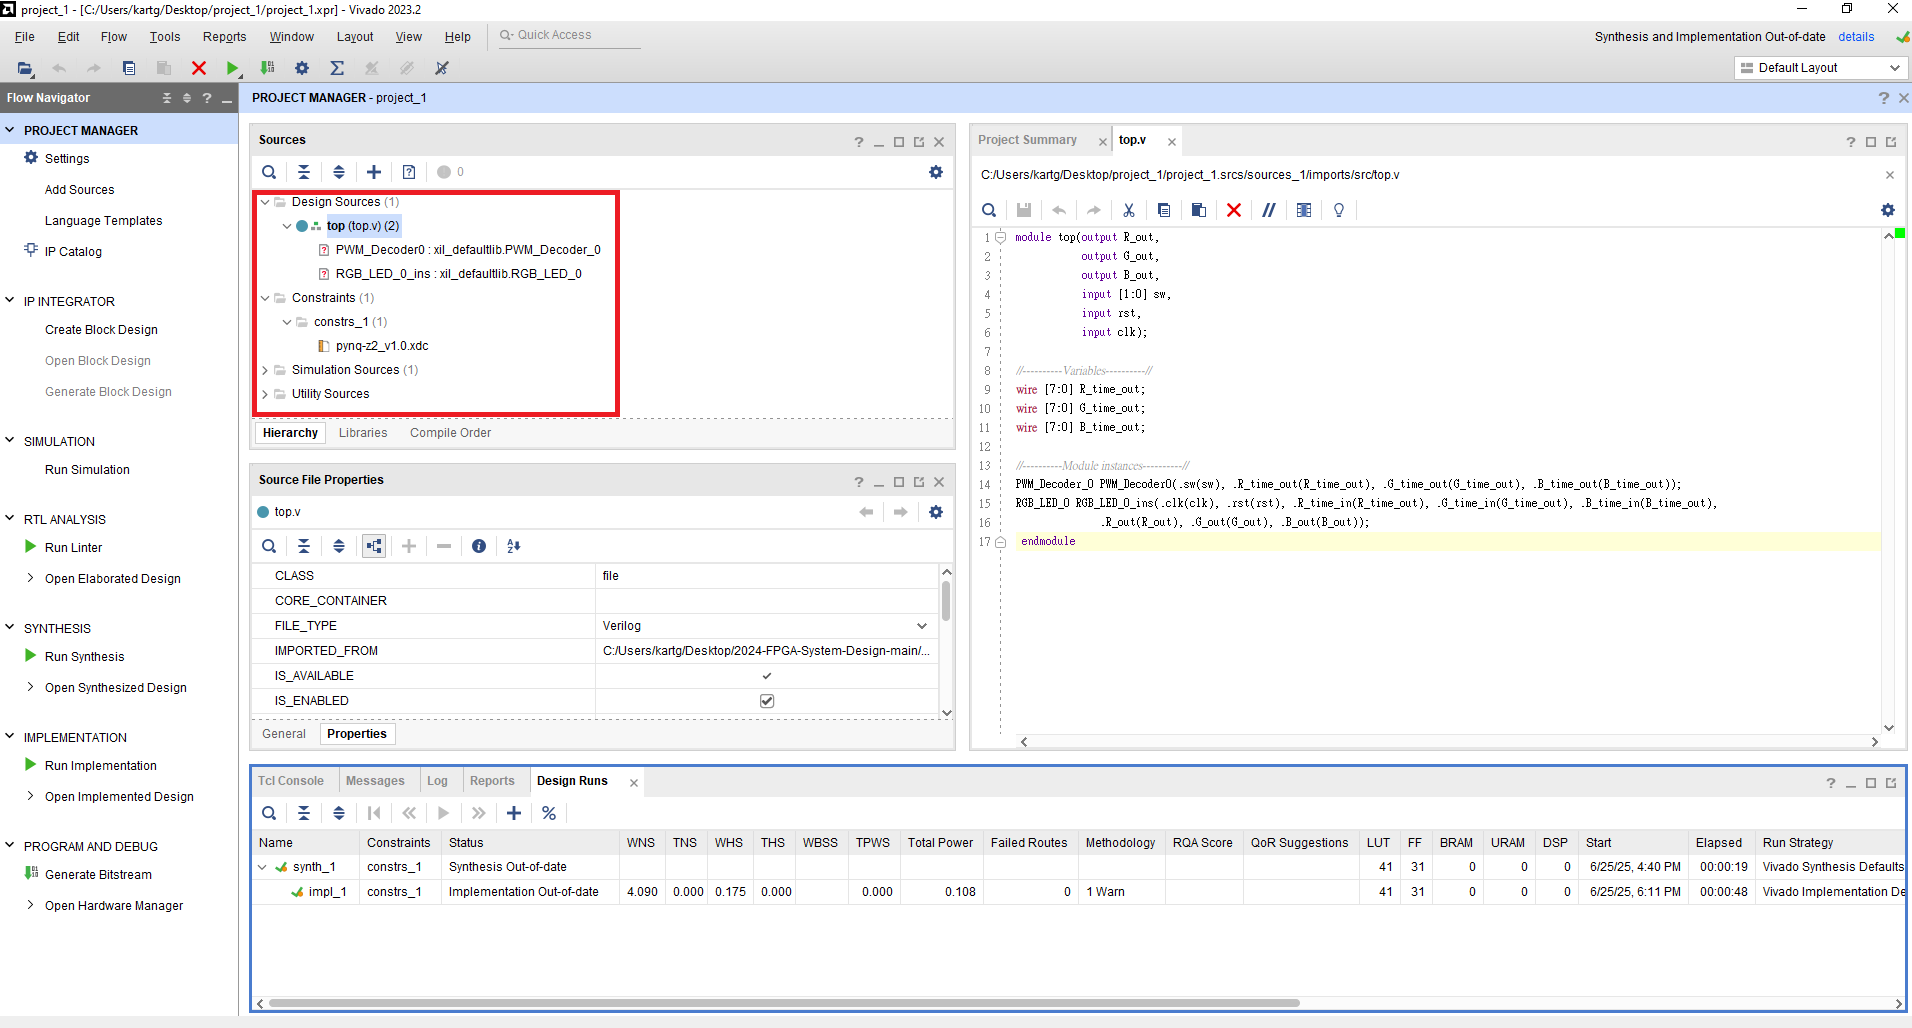 project_1 - [C:/Users/kartg/Desktop/project_1/project_1.xpr] - Vivado 2023.2
File Edit Flow Tools Reports Window Layout View Help Quick Access
Synthesis and Implementation Out-of-date details
Default Layout
Flow Navigator
PROJECT MANAGER
Settings
Add Sources
Language Templates
IP Catalog
IP INTEGRATOR
Create Block Design
Open Block Design
Generate Block Design
SIMULATION
Run Simulation
RTL ANALYSIS
Run Linter
Open Elaborated Design
SYNTHESIS
Run Synthesis
Open Synthesized Design
IMPLEMENTATION
Run Implementation
Open Implemented Design
PROGRAM AND DEBUG
Generate Bitstream
Open Hardware Manager
PROJECT MANAGER - project_1
Sources
0
Design Sources (1)
top (top.v) (2)
PWM_Decoder0 : xil_defaultlib.PWM_Decoder_0
RGB_LED_0_ins : xil_defaultlib.RGB_LED_0
Constraints (1)
constrs_1 (1)
pynq-z2_v1.0.xdc
Simulation Sources (1)
Utility Sources
Hierarchy Libraries Compile Order
Source File Properties
top.v
CLASS file
CORE_CONTAINER
FILE_TYPE Verilog
IMPORTED_FROM C:/Users/kartg/Desktop/2024-FPGA-System-Design-main/...
IS_AVAILABLE
IS_ENABLED
General Properties
Project Summary top.v
C:/Users/kartg/Desktop/project_1/project_1.srcs/sources_1/imports/src/top.v
1 module top(output R_out,
2 output G_out,
3 output B_out,
4 input [1:0] sw,
5 input rst,
6 input clk);
7
8 //----------Variables----------//
9 wire [7:0] R_time_out;
10 wire [7:0] G_time_out;
11 wire [7:0] B_time_out;
12
13 //----------Module instances----------//
14 PWM_Decoder_0 PWM_Decoder0(.sw(sw), .R_time_out(R_time_out), .G_time_out(G_time_out), .B_time_out(B_time_out));
15 RGB_LED_0 RGB_LED_0_ins(.clk(clk), .rst(rst), .R_time_in(R_time_out), .G_time_in(G_time_out), .B_time_in(B_time_out),
16 .R_out(R_out), .G_out(G_out), .B_out(B_out));
17 endmodule
Tcl Console Messages Log Reports Design Runs
Name Constraints Status WNS TNS WHS THS WBSS TPWS Total Power Failed Routes Methodology RQA Score QoR Suggestions LUT FF BRAM URAM DSP Start Elapsed Run Strategy
synth_1 constrs_1 Synthesis Out-of-date 41 31 0 0 0 6/25/25, 4:40 PM 00:00:19 Vivado Synthesis Defaults
impl_1 constrs_1 Implementation Out-of-date 4.090 0.000 0.175 0.000 0.000 0.108 0 1 Warn 41 31 0 0 0 6/25/25, 6:11 PM 00:00:48 Vivado Implementation De